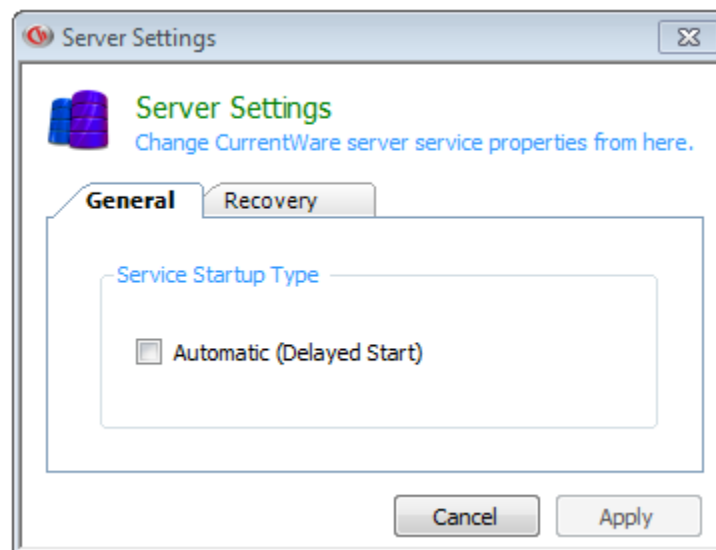 Server Settings
Server Settings
Change CurrentWare server service properties from here.
General Recovery
Service Startup Type
Automatic (Delayed Start)
Cancel Apply